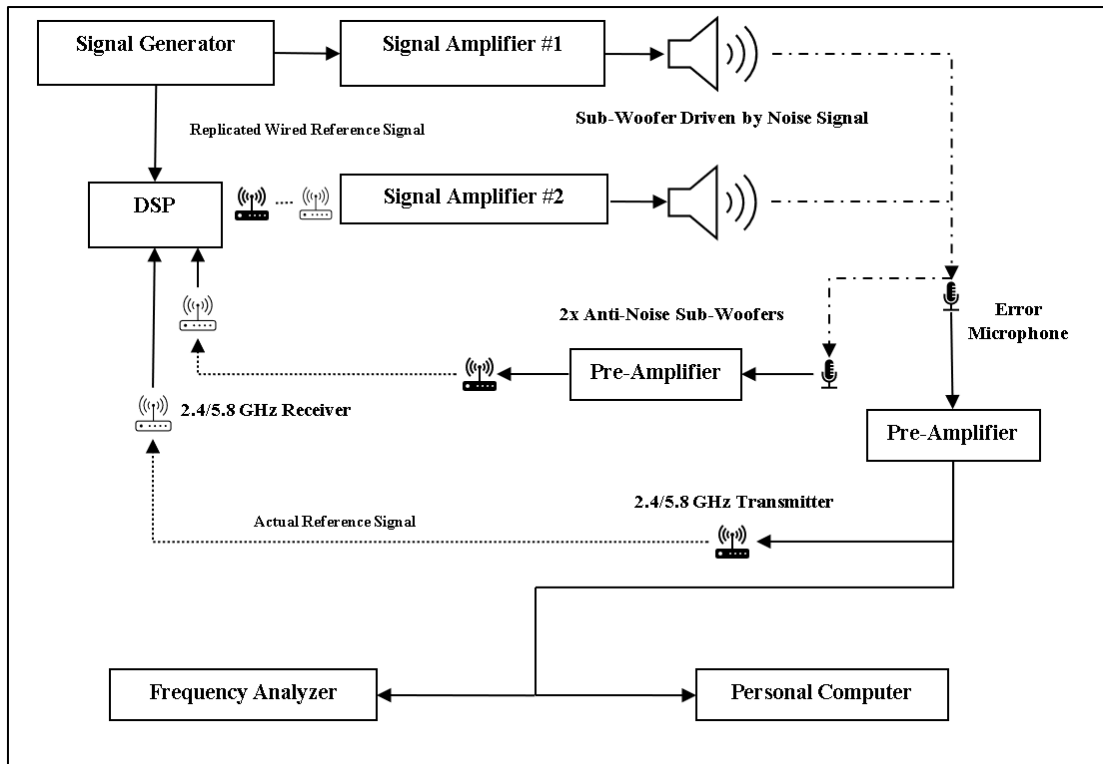 Signal Generator
Signal Amplifier #1
Sub-Woofer Driven by Noise Signal
Replicated Wired Reference Signal
DSP
Signal Amplifier #2
2x Anti-Noise Sub-Woofers
Error
Microphone
Pre-Amplifier
2.4/5.8 GHz Receiver
Pre-Amplifier
2.4/5.8 GHz Transmitter
Actual Reference Signal
Frequency Analyzer
Personal Computer